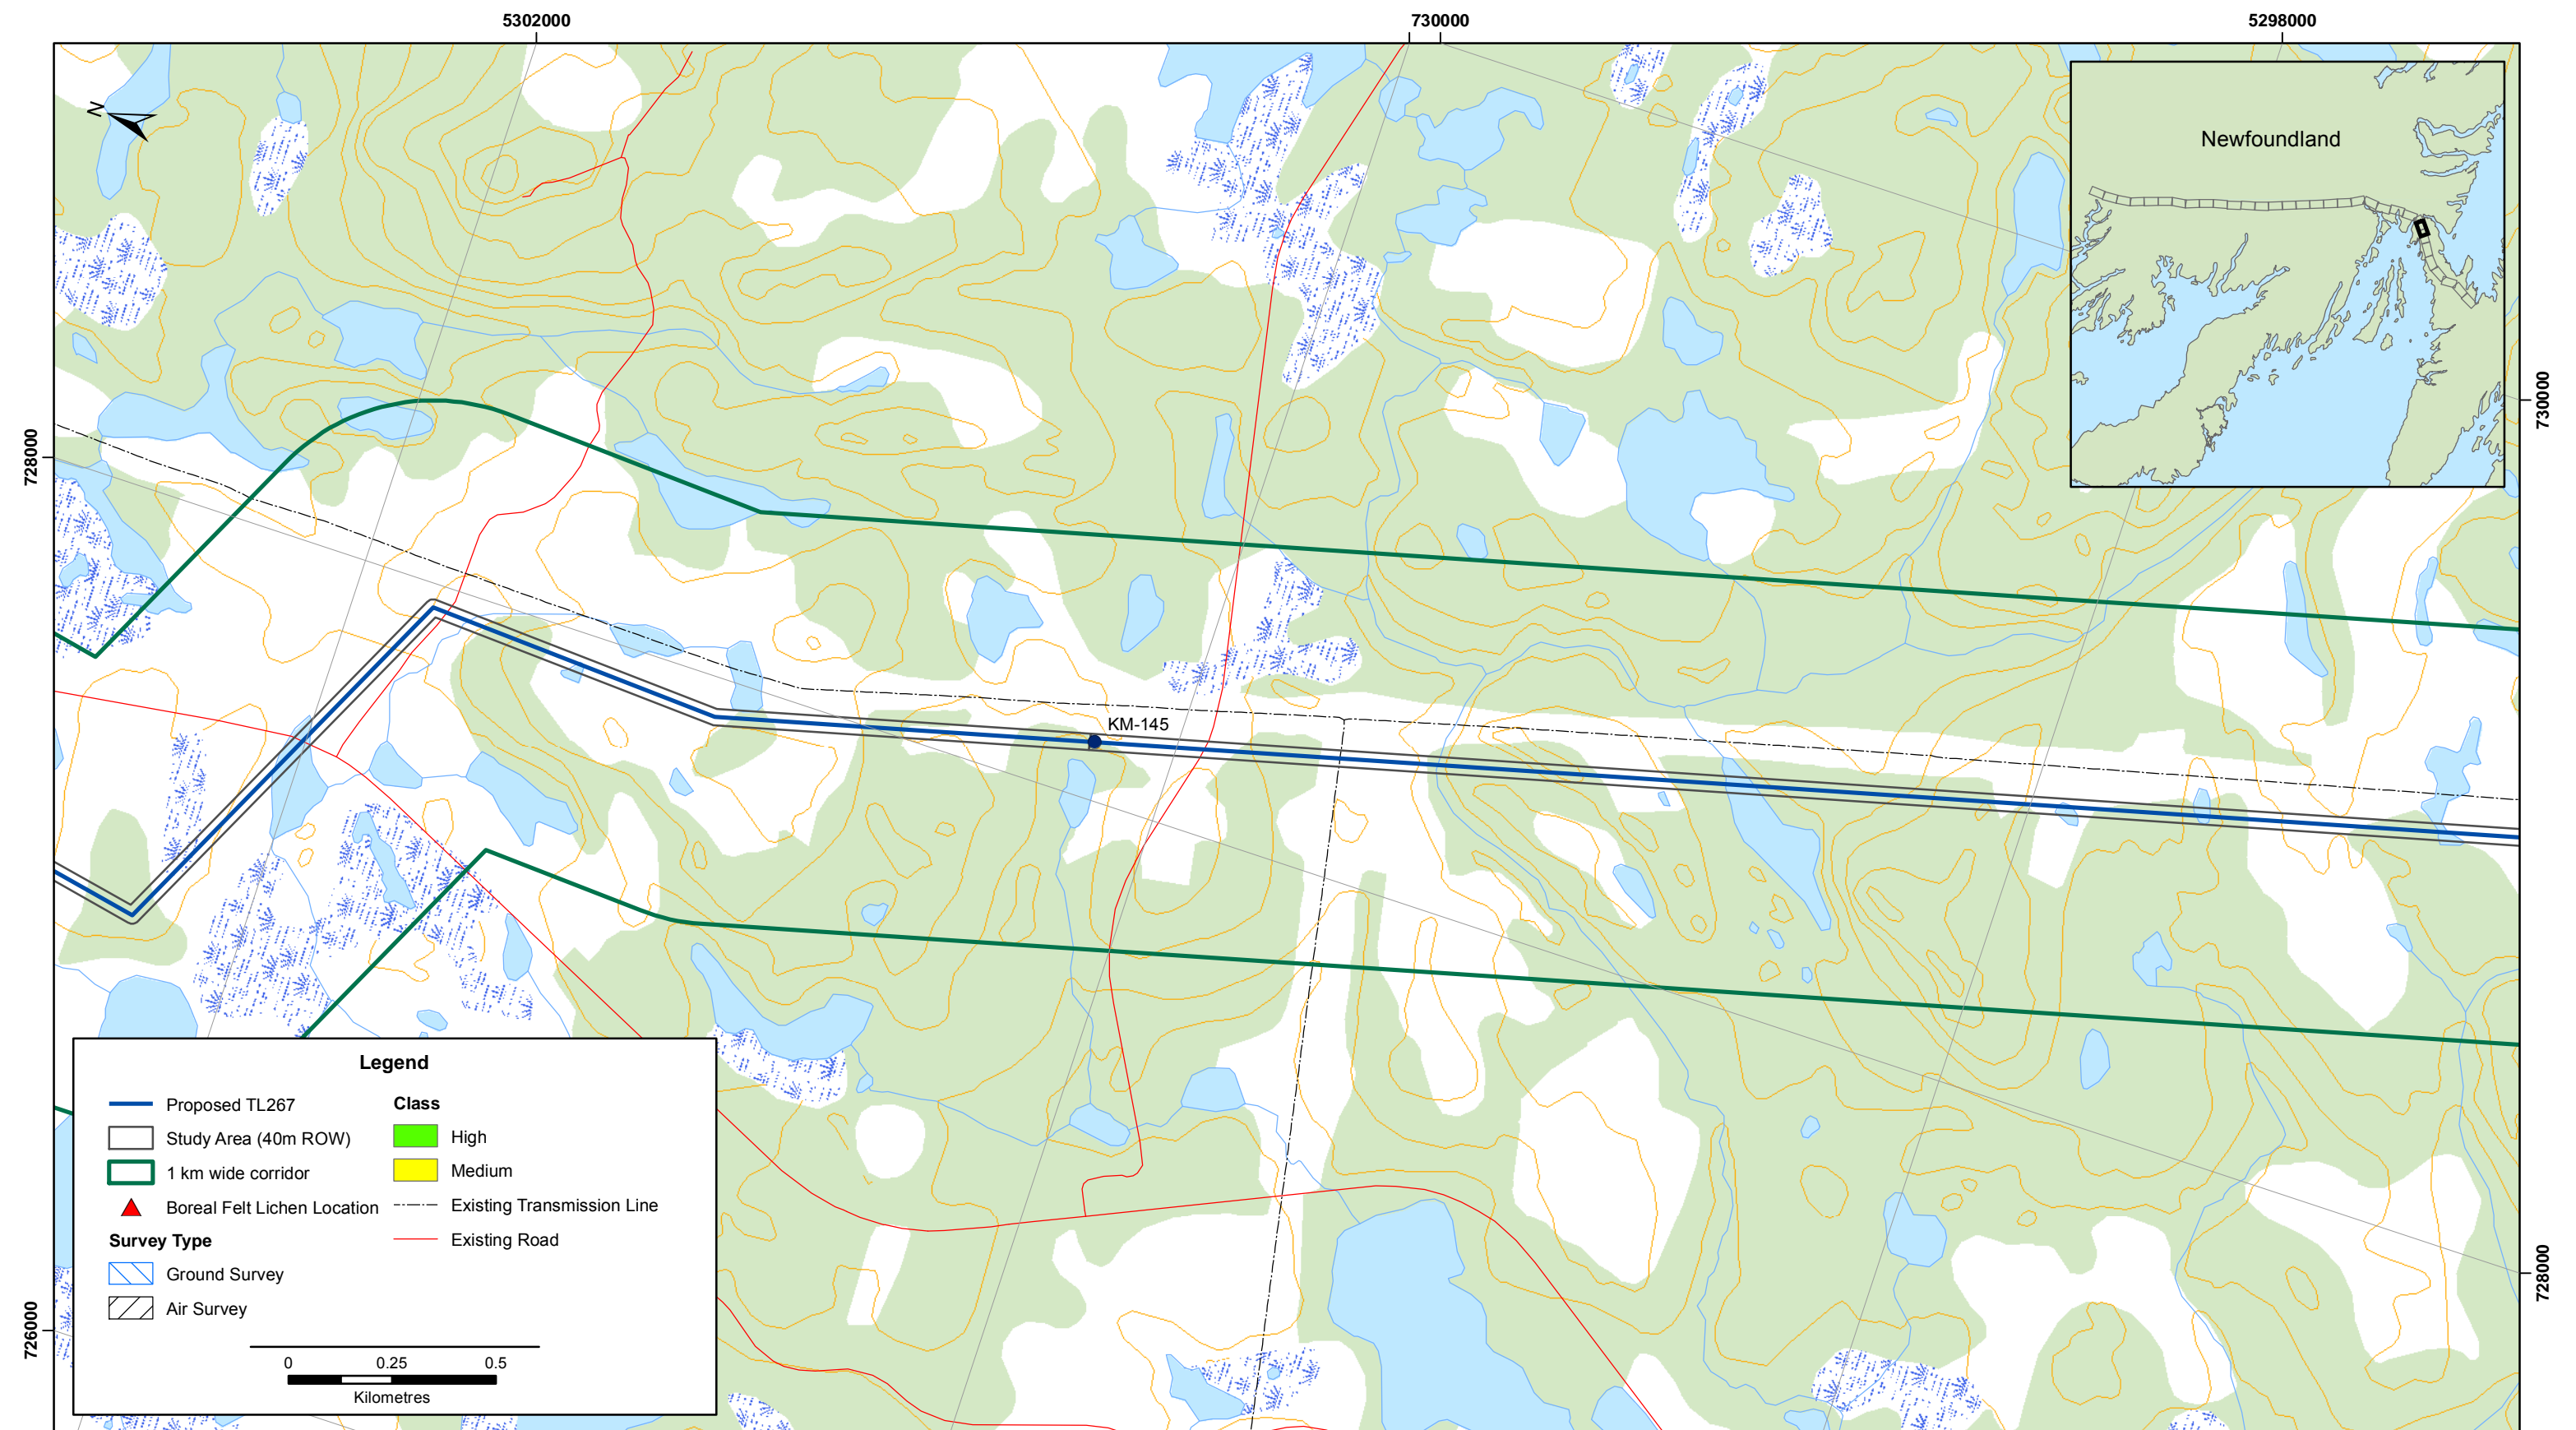 5302000
730000
5298000
N
Newfoundland
728000
730000
KM-145
Legend
Proposed TL267
Study Area (40m ROW)
1 km wide corridor
Boreal Felt Lichen Location
Survey Type
Ground Survey
Air Survey
Class
High
Medium
Existing Transmission Line
Existing Road
0 0.25 0.5
Kilometres
726000
728000